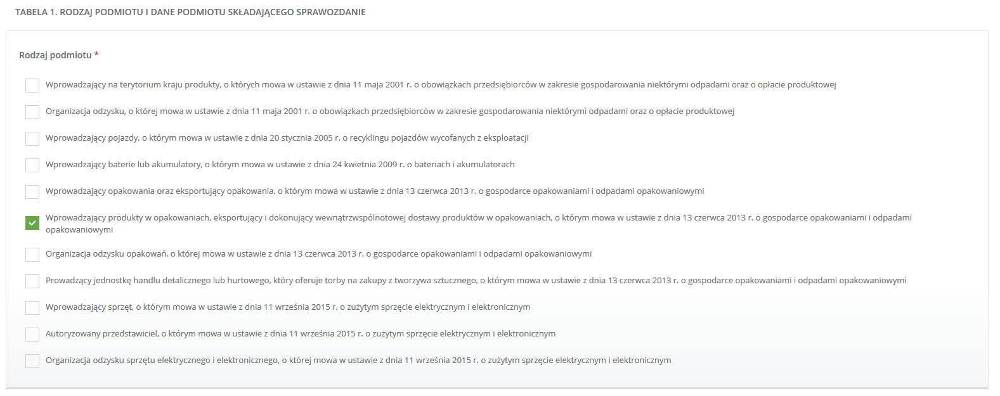 TABELA 1. RODZAJ PODMIOTU I DANE PODMIOTU SKŁADAJĄCEGO SPRAWOZDANIE
Rodzaj podmiotu *
Wprowadzający na terytorium kraju produkty, o których mowa w ustawie z dnia 11 maja 2001 r. o obowiązkach przedsiębiorców w zakresie gospodarowania niektórymi odpadami oraz o opłacie produktowej
Organizacja odzysku, o której mowa w ustawie z dnia 11 maja 2001 r. o obowiązkach przedsiębiorców w zakresie gospodarowania niektórymi odpadami oraz o opłacie produktowej
Wprowadzający pojazdy, o którym mowa w ustawie z dnia 20 stycznia 2005 r. o recyklingu pojazdów wycofanych z eksploatacji
Wprowadzający baterie lub akumulatory, o którym mowa w ustawie z dnia 24 kwietnia 2009 r. o bateriach i akumulatorach
Wprowadzający opakowania oraz eksportujący opakowania, o którym mowa w ustawie z dnia 13 czerwca 2013 r. o gospodarce opakowaniami i odpadami opakowaniowymi
Wprowadzający produkty w opakowaniach, eksportujący i dokonujący wewnątrzwspólnotowej dostawy produktów w opakowaniach, o którym mowa w ustawie z dnia 13 czerwca 2013 r. o gospodarce opakowaniami i odpadami
opakowaniowymi
Organizacja odzysku opakowań, o której mowa w ustawie z dnia 13 czerwca 2013 r. o gospodarce opakowaniami i odpadami opakowaniowymi
Prowadzący jednostkę handlu detalicznego lub hurtowego, który oferuje torby na zakupy z tworzywa sztucznego, o którym mowa w ustawie z dnia 13 czerwca 2013 r. o gospodarce opakowaniami i odpadami opakowaniowymi
Wprowadzający sprzęt, o którym mowa w ustawie z dnia 11 września 2015 r. o zużytym sprzęcie elektrycznym i elektronicznym
Autoryzowany przedstawiciel, o którym mowa w ustawie z dnia 11 września 2015 r. o zużytym sprzęcie elektrycznym i elektronicznym
Organizacja odzysku sprzętu elektrycznego i elektronicznego, o której mowa w ustawie z dnia 11 września 2015 r. o zużytym sprzęcie elektrycznym i elektronicznym